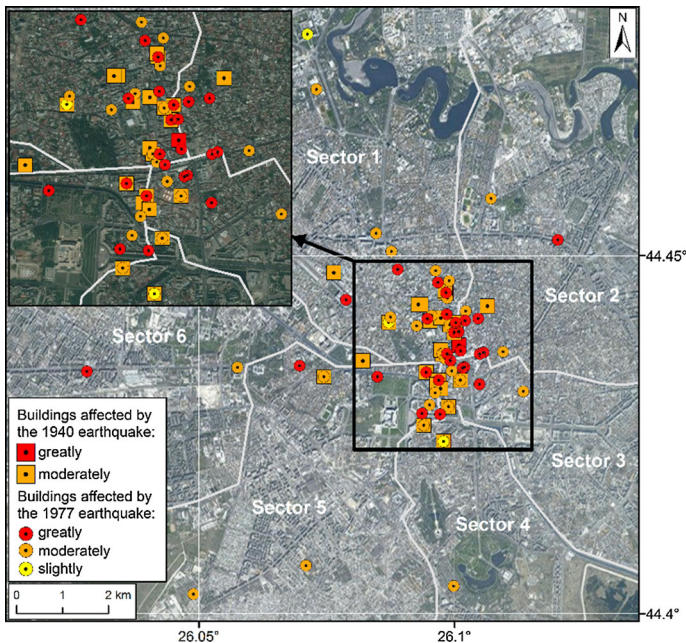 N
Sector 1
44.45
Sector 2
Sector 6
Buildings affected by
the 1940 earthquake:
greatly
moderately
Buildings affected by
the 1977 earthquake:
greatly
moderately
slightly
Sector 3
Sector 5
Sector 4
0 1 2 km
44.4
26.05 26.1